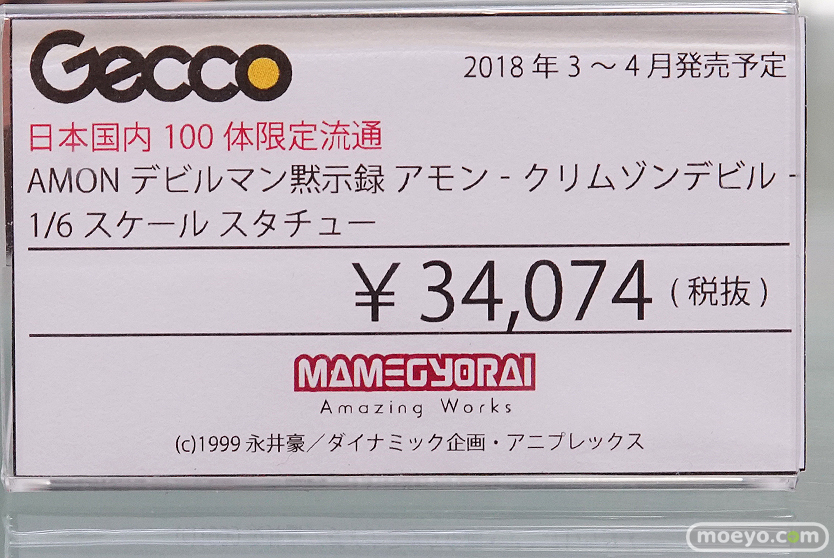 Gecco
2018年3～4月発売予定
日本国内100体限定流通
AMON デビルマン黙示録 アモン - クリムゾンデビル -
1/6 スケール スタチュー
¥34,074 (税抜)
MAMEGYORAI
Amazing Works
(c)1999 永井豪／ダイナミック企画・アニプレックス
moeyo.com